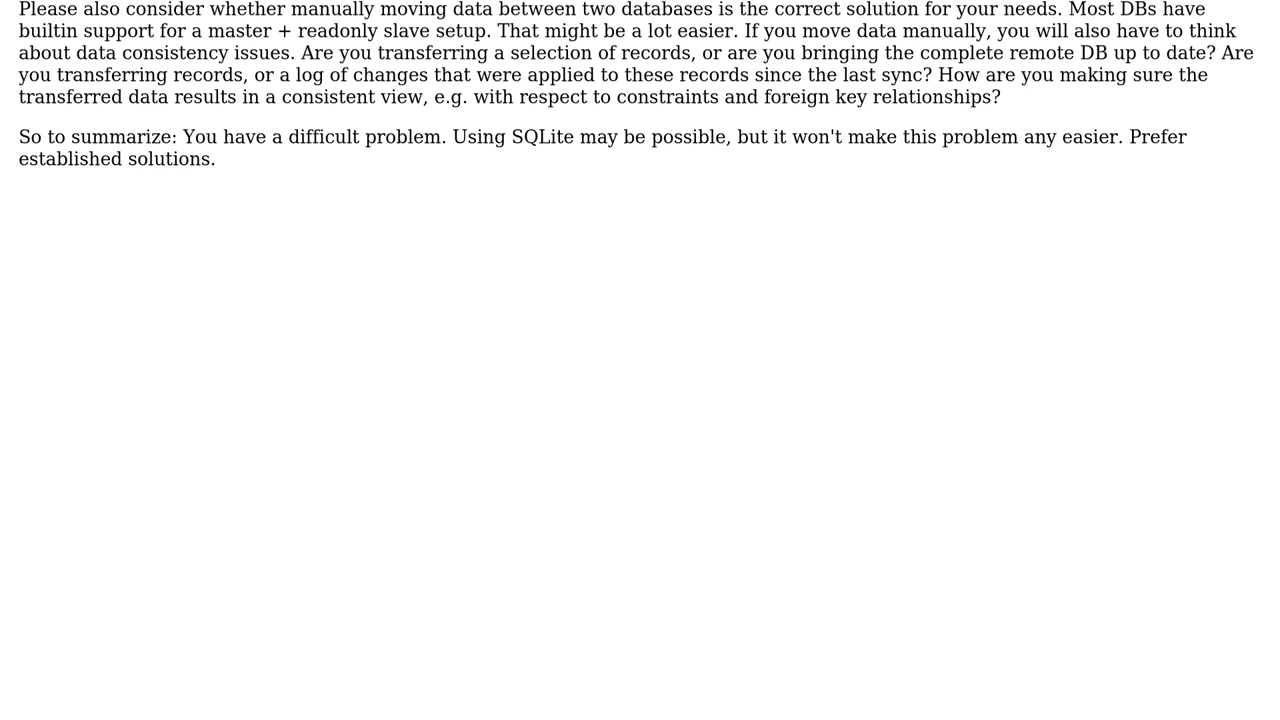 Please also consider whether manually moving data between two databases is the correct solution for your needs. Most DBs have
builtin support for a master + readonly slave setup. That might be a lot easier. If you move data manually, you will also have to think
about data consistency issues. Are you transferring a selection of records, or are you bringing the complete remote DB up to date? Are
you transferring records, or a log of changes that were applied to these records since the last sync? How are you making sure the
transferred data results in a consistent view, e.g. with respect to constraints and foreign key relationships?
So to summarize: You have a difficult problem. Using SQLite may be possible, but it won't make this problem any easier. Prefer
established solutions.